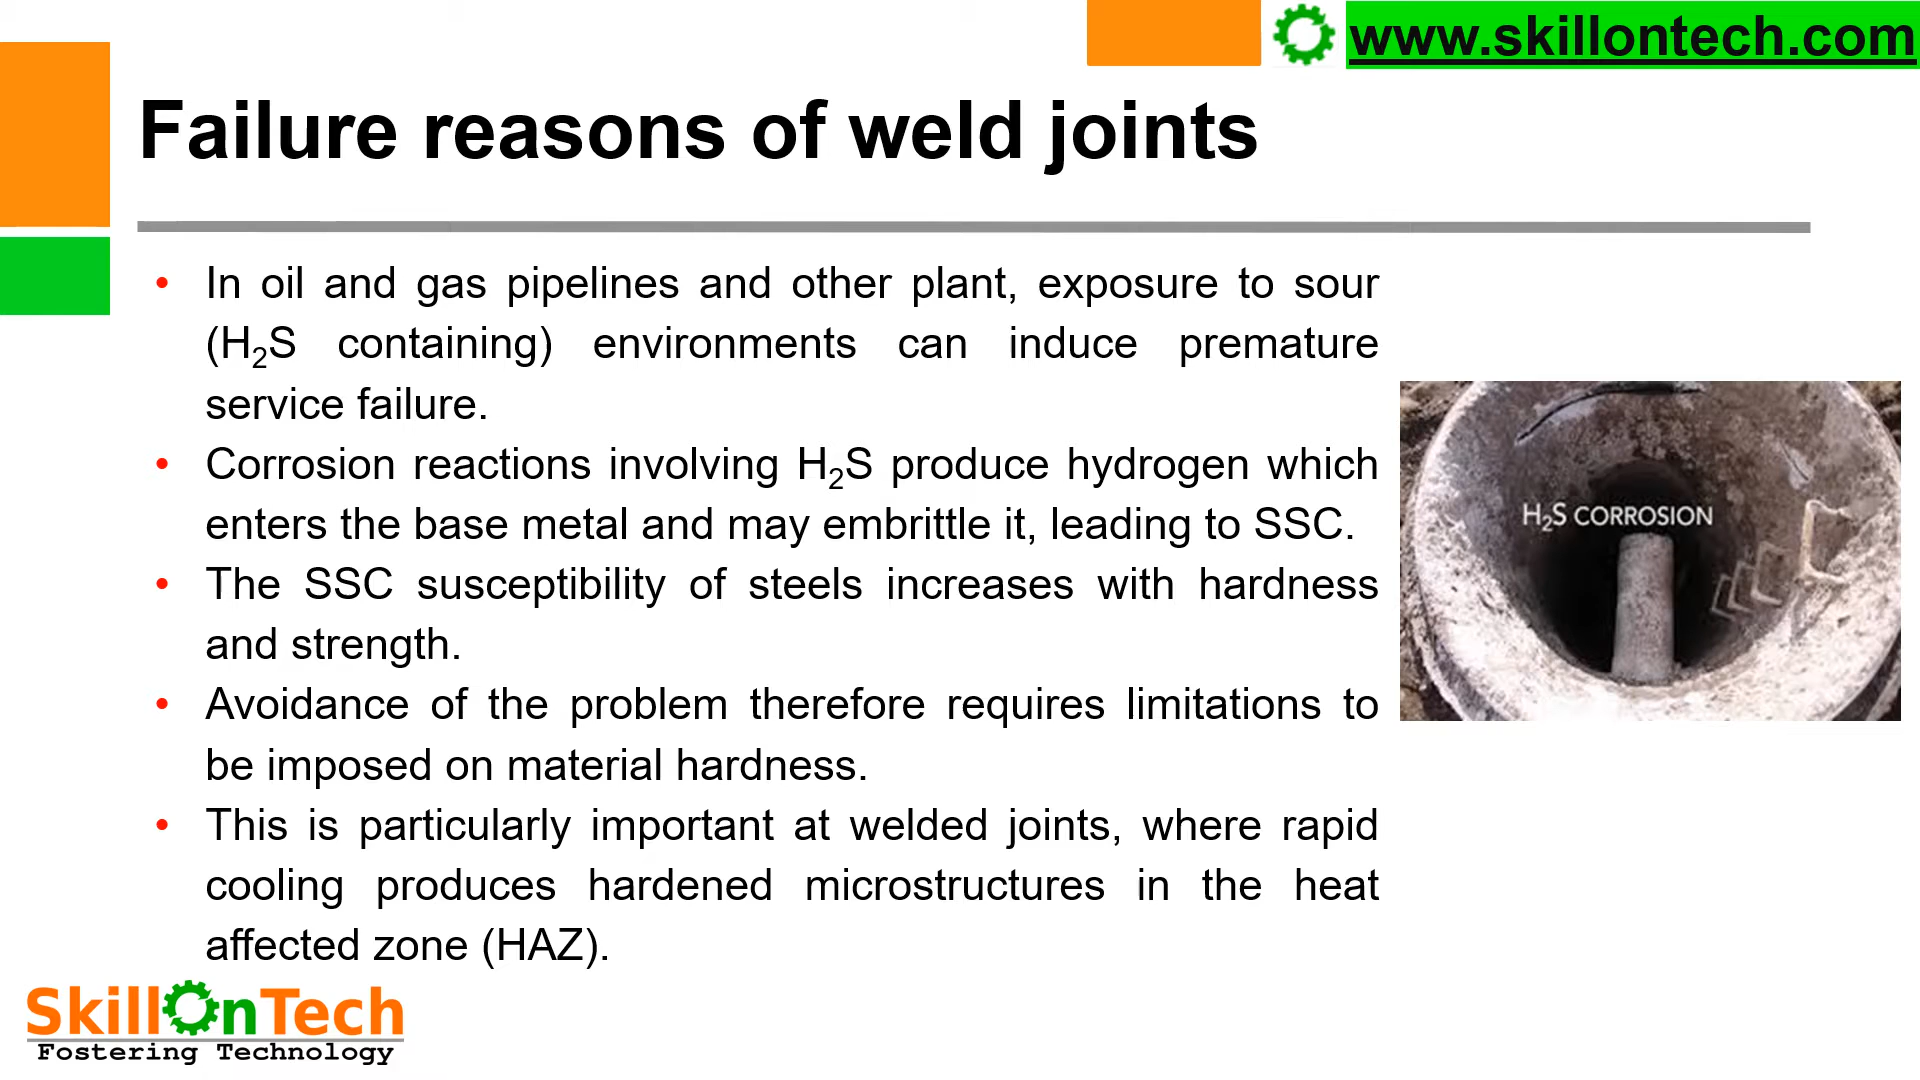 www.skillontech.com
Failure reasons of weld joints
• In oil and gas pipelines and other plant, exposure to sour
(H₂S containing) environments can induce premature
service failure.
• Corrosion reactions involving H₂S produce hydrogen which
enters the base metal and may embrittle it, leading to SSC.
• The SSC susceptibility of steels increases with hardness
and strength.
• Avoidance of the problem therefore requires limitations to
be imposed on material hardness.
• This is particularly important at welded joints, where rapid
cooling produces hardened microstructures in the heat
affected zone (HAZ).
H₂S CORROSION
SkillOnTech
Fostering Technology